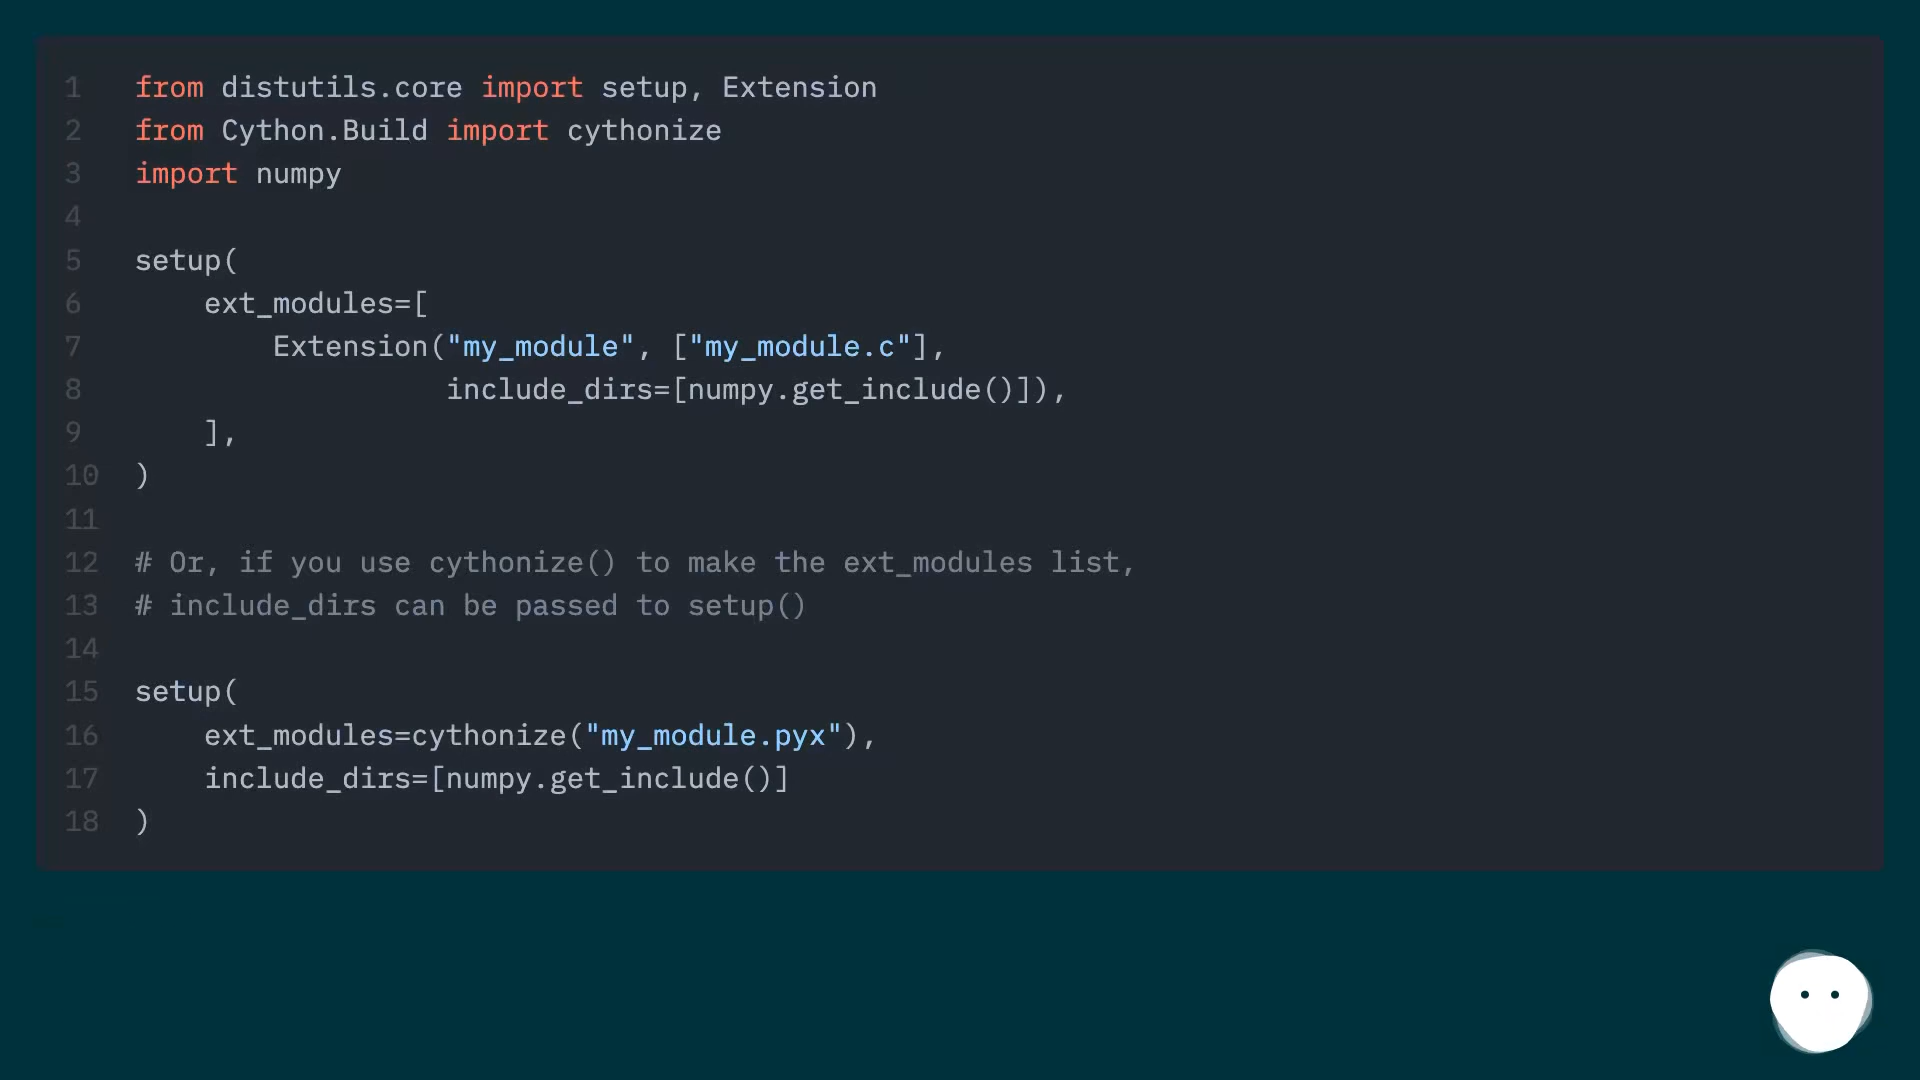 1 from distutils.core import setup, Extension
2 from Cython.Build import cythonize
3 import numpy
4
5 setup(
6     ext_modules=[
7         Extension("my_module", ["my_module.c"],
8                   include_dirs=[numpy.get_include()]),
9     ],
10 )
11
12 # Or, if you use cythonize() to make the ext_modules list,
13 # include_dirs can be passed to setup()
14
15 setup(
16     ext_modules=cythonize("my_module.pyx"),
17     include_dirs=[numpy.get_include()]
18 )